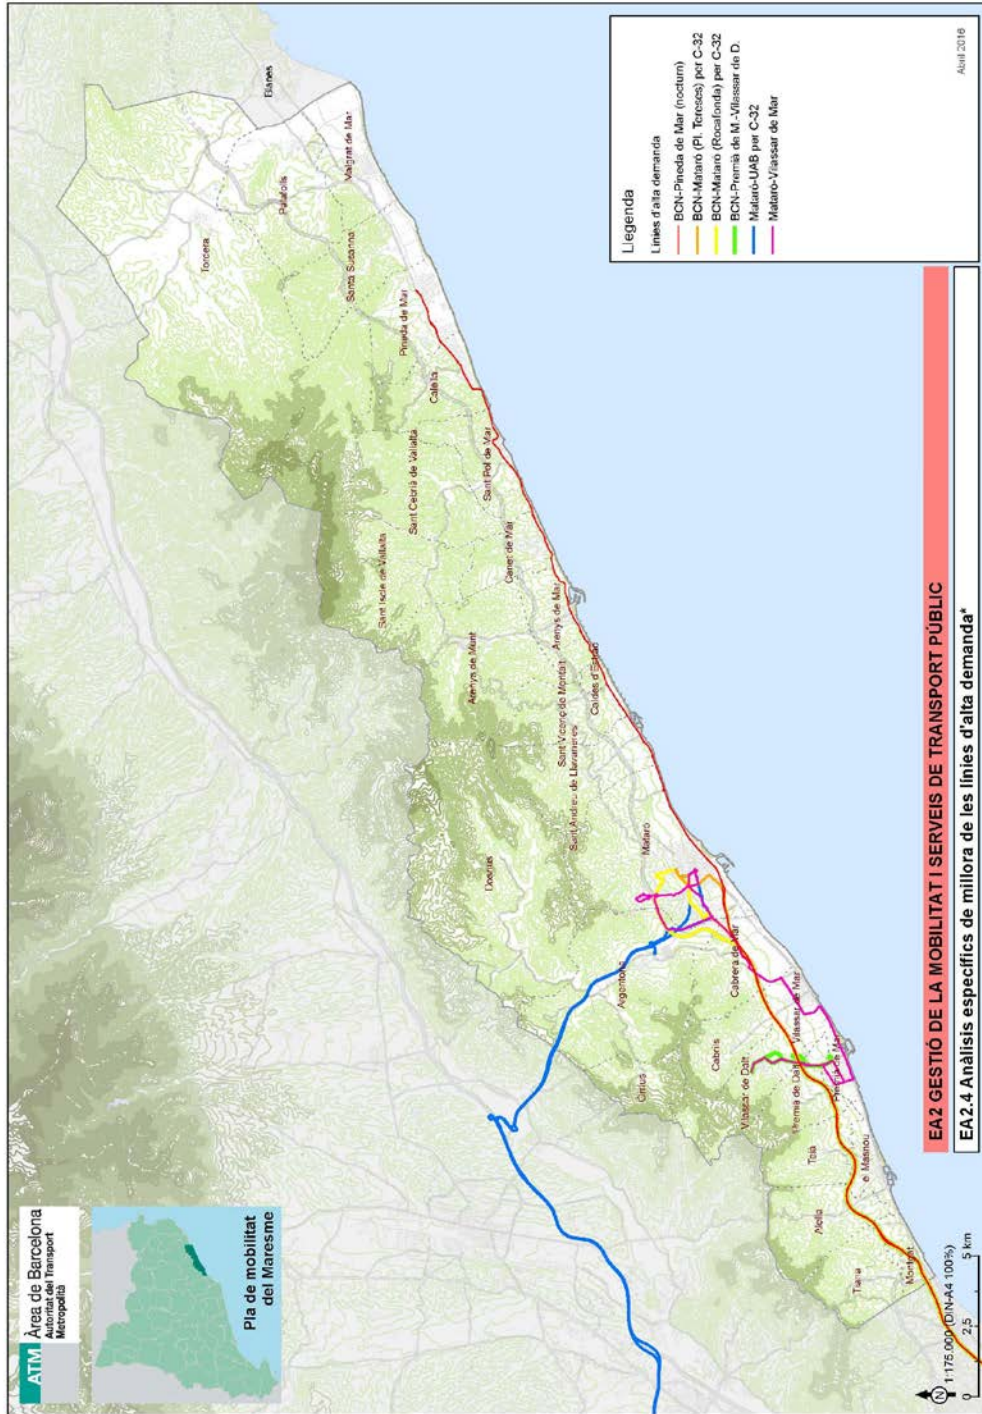 ATM Àrea de Barcelona
Autoritat del Transport
Metropolità
Pla de mobilitat
del Maresme
Blanes
Malgrat de Mar
Palafolls
Tordera
Santa Susanna
Pineda de Mar
Calella
Sant Cebrià de Vallalta
Sant Pol de Mar
Sant Iscle de Vallalta
Canet de Mar
Arenys de Munt
Arenys de Mar
Sant Vicenç de Montalt
Caldes d'Estrac
Sant Andreu de Llavaneres
Dosrius
Mataró
Argentona
Cabrera de Mar
Òrrius
Cabrils
Vilassar de Mar
Vilassar de Dalt
Premià de Dalt
Premià de Mar
Teià
el Masnou
Alella
Tiana
Montgat
Llegenda
Línies d'alta demanda
BCN-Pineda de Mar (nocturn)
BCN-Mataró (Pl. Tereses) per C-32
BCN-Mataró (Rocafonda) per C-32
BCN-Premià de M.-Vilassar de D.
Mataró-UAB per C-32
Mataró-Vilassar de Mar
Abril 2016
N 1:175.000 (DIN-A4 100%)
0 2,5 5 km
EA2 GESTIÓ DE LA MOBILITAT I SERVEIS DE TRANSPORT PÚBLIC
EA2.4 Anàlisis específics de millora de les línies d'alta demanda*